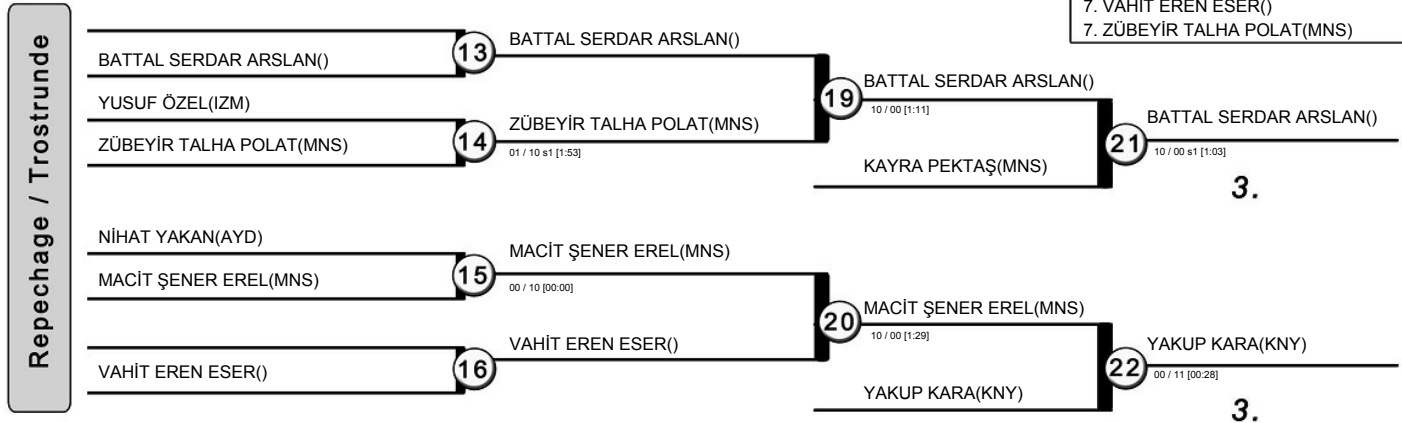 7. VAHİT EREN ESER()
7. ZÜBEYİR TALHA POLAT(MNS)
Repechage / Trostrunde
BATTAL SERDAR ARSLAN()
13
BATTAL SERDAR ARSLAN()
YUSUF ÖZEL(IZM)
ZÜBEYİR TALHA POLAT(MNS)
14
ZÜBEYİR TALHA POLAT(MNS)
01 / 10 s1 [1:53]
19
BATTAL SERDAR ARSLAN()
10 / 00 [1:11]
KAYRA PEKTAŞ(MNS)
21
BATTAL SERDAR ARSLAN()
10 / 00 s1 [1:03]
3.
NİHAT YAKAN(AYD)
MACİT ŞENER EREL(MNS)
15
MACİT ŞENER EREL(MNS)
00 / 10 [00:00]
VAHİT EREN ESER()
16
VAHİT EREN ESER()
20
MACİT ŞENER EREL(MNS)
10 / 00 [1:29]
YAKUP KARA(KNY)
22
YAKUP KARA(KNY)
00 / 11 [00:28]
3.